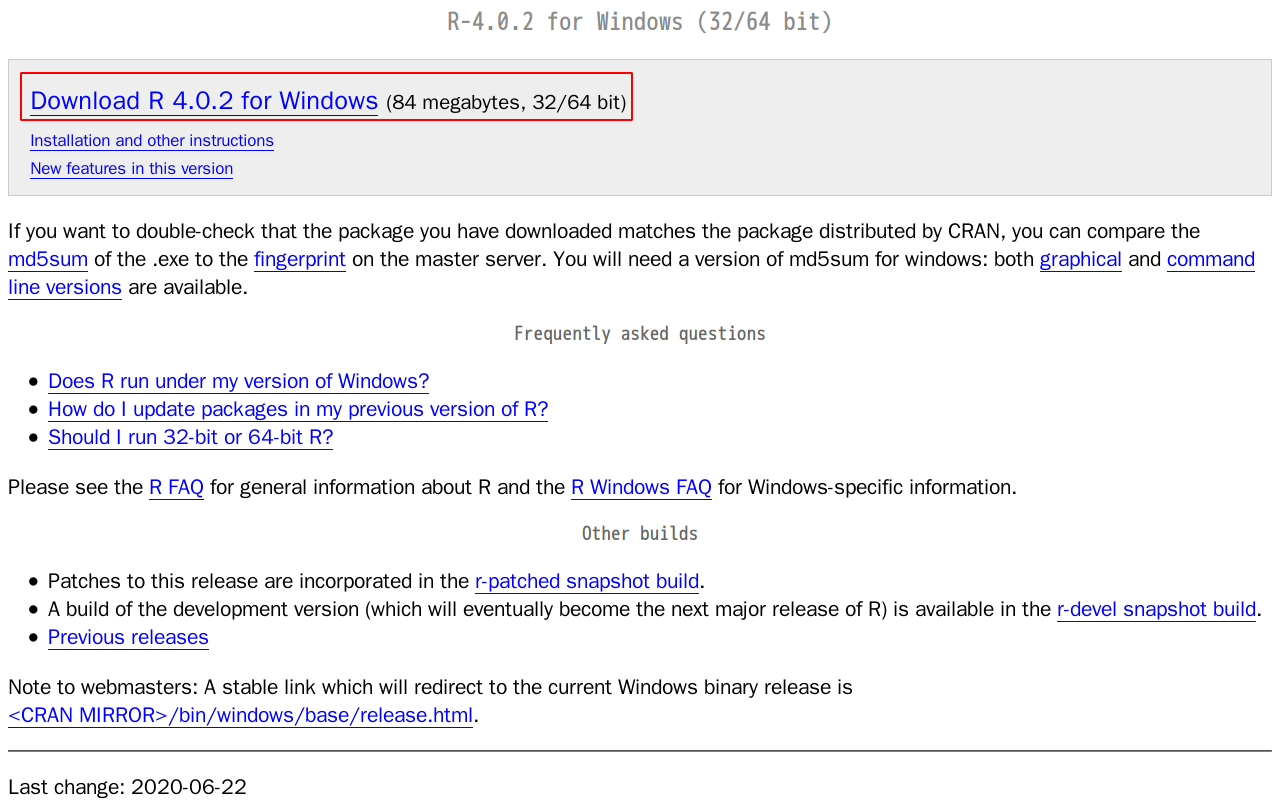 R-4.0.2 for Windows (32/64 bit)
Download R 4.0.2 for Windows (84 megabytes, 32/64 bit)
Installation and other instructions
New features in this version
If you want to double-check that the package you have downloaded matches the package distributed by CRAN, you can compare the
md5sum of the .exe to the fingerprint on the master server. You will need a version of md5sum for windows: both graphical and command
line versions are available.
Frequently asked questions
• Does R run under my version of Windows?
• How do I update packages in my previous version of R?
• Should I run 32-bit or 64-bit R?
Please see the R FAQ for general information about R and the R Windows FAQ for Windows-specific information.
Other builds
• Patches to this release are incorporated in the r-patched snapshot build.
• A build of the development version (which will eventually become the next major release of R) is available in the r-devel snapshot build.
• Previous releases
Note to webmasters: A stable link which will redirect to the current Windows binary release is
<CRAN MIRROR>/bin/windows/base/release.html.
Last change: 2020-06-22